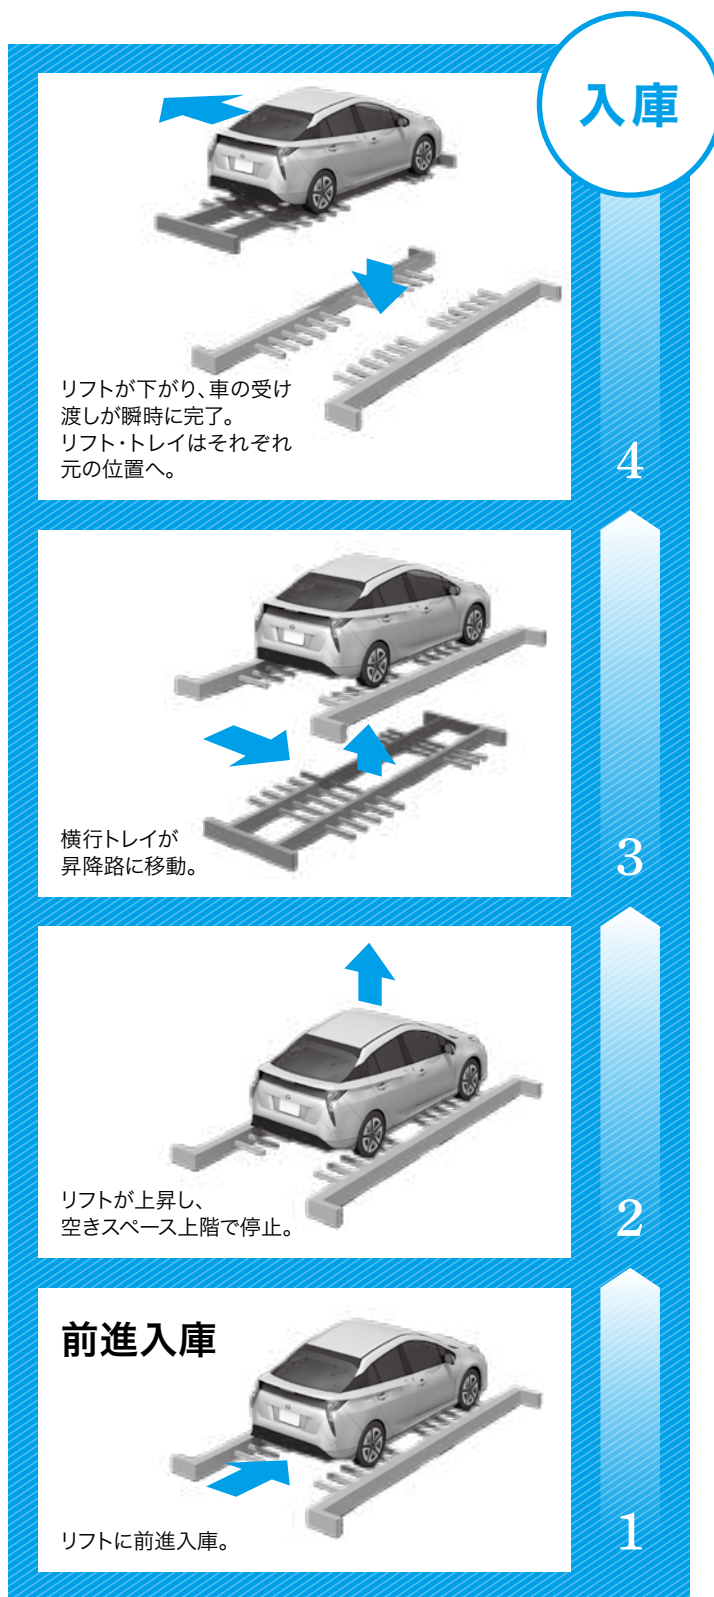 入庫
リフトが下がり、車の受け
渡しが瞬時に完了。
リフト・トレイはそれぞれ
元の位置へ。
4
横行トレイが
昇降路に移動。
3
リフトが上昇し、
空きスペース上階で停止。
2
前進入庫
リフトに前進入庫。
1